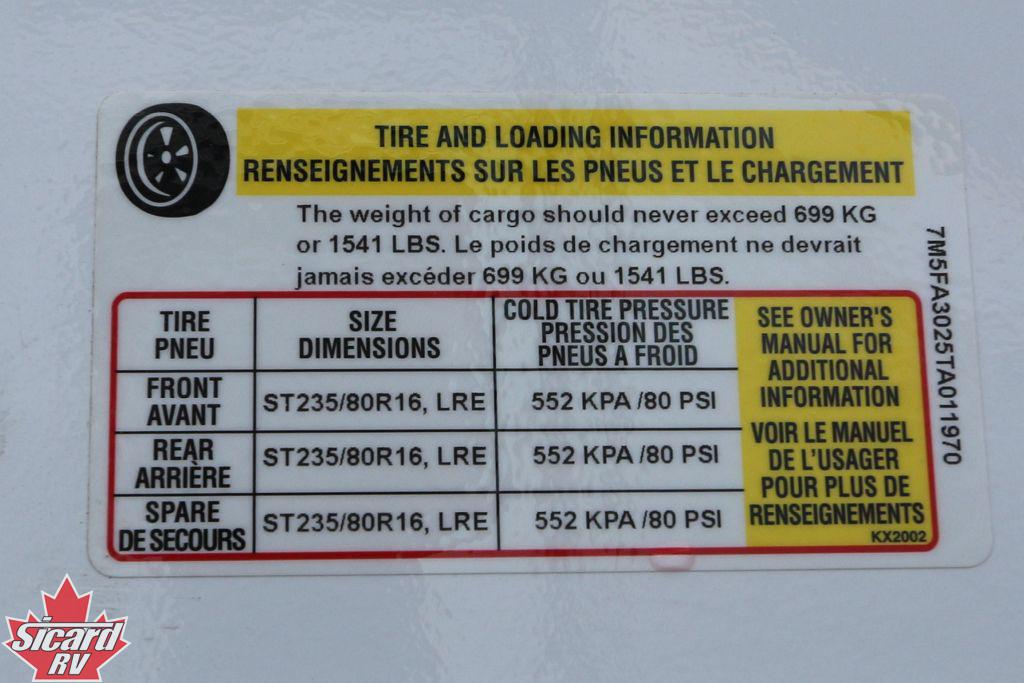 TIRE AND LOADING INFORMATION
RENSEIGNEMENTS SUR LES PNEUS ET LE CHARGEMENT
The weight of cargo should never exceed 699 KG
or 1541 LBS. Le poids de chargement ne devrait
jamais excéder 699 KG ou 1541 LBS.
TIRE
PNEU
SIZE
DIMENSIONS
COLD TIRE PRESSURE
PRESSION DES
PNEUS A FROID
FRONT
AVANT
ST235/80R16, LRE
552 KPA /80 PSI
REAR
ARRIÈRE
ST235/80R16, LRE
552 KPA /80 PSI
SPARE
DE SECOURS
ST235/80R16, LRE
552 KPA /80 PSI
SEE OWNER'S
MANUAL FOR
ADDITIONAL
INFORMATION
VOIR LE MANUEL
DE L'USAGER
POUR PLUS DE
RENSEIGNEMENTS
KX2002
7M5FA3025TA011970
Sicard
RV